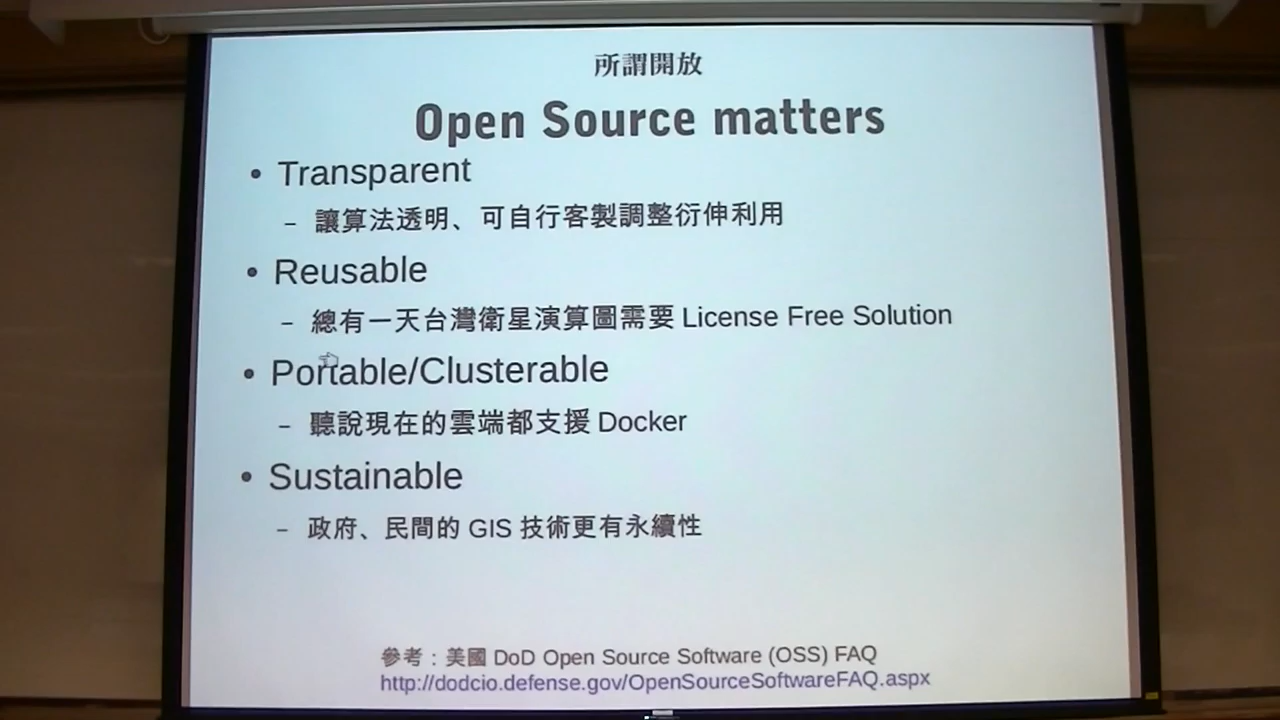 所謂開放
Open Source matters
• Transparent
– 讓算法透明、可自行客製調整衍伸利用
• Reusable
– 總有一天台灣衛星演算圖需要 License Free Solution
• Portable/Clusterable
– 聽說現在的雲端都支援 Docker
• Sustainable
– 政府、民間的 GIS 技術更有永續性
參考：美國 DoD Open Source Software (OSS) FAQ
http://dodcio.defense.gov/OpenSourceSoftwareFAQ.aspx